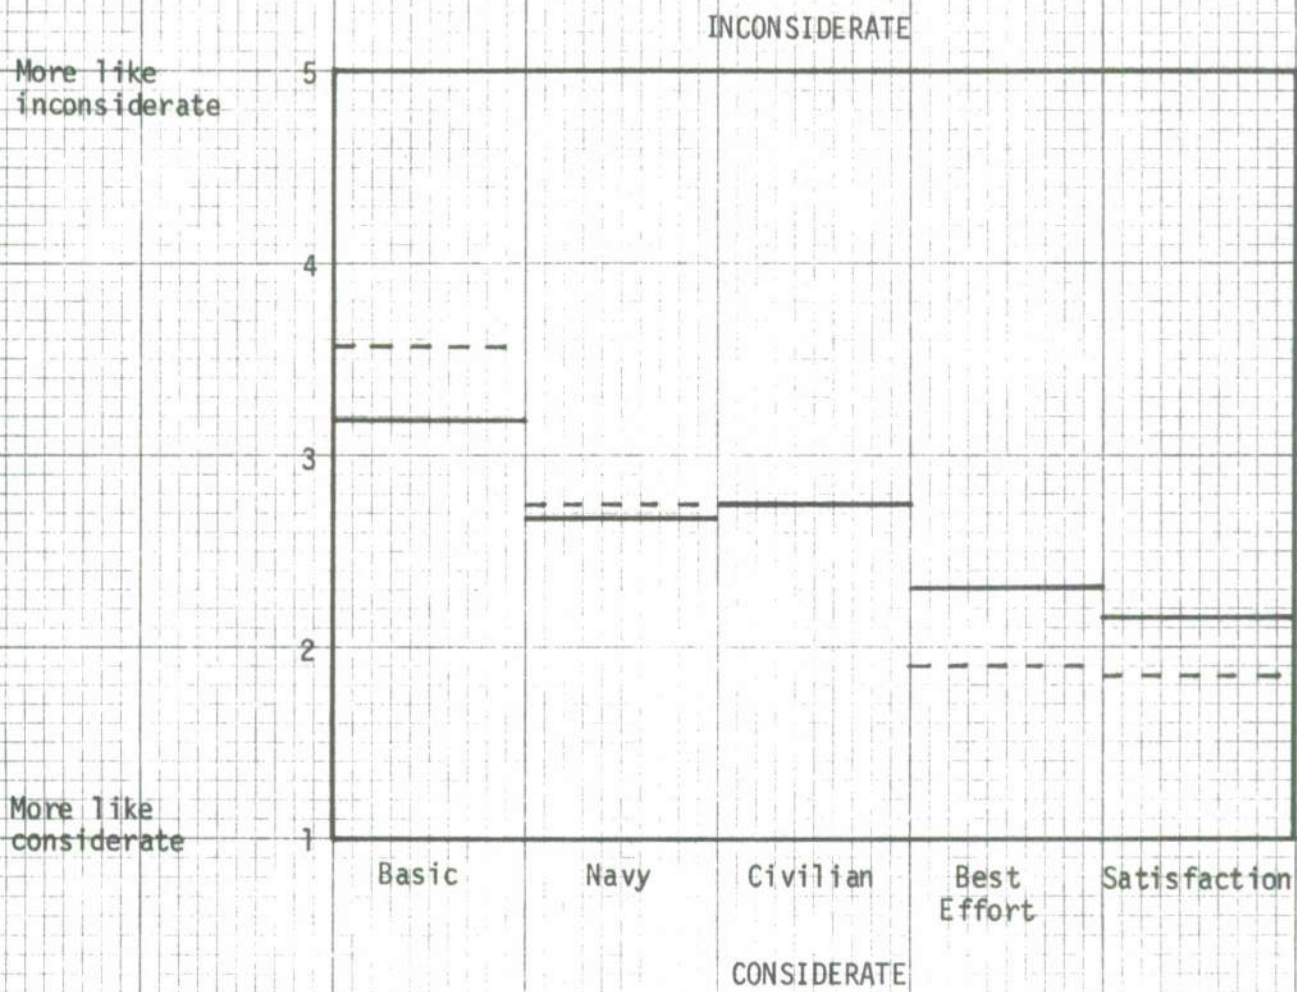 INCONSIDERATE
More like
inconsiderate
5
4
3
2
More like
considerate
1
Basic
Navy
Civilian
Best
Effort
Satisfaction
CONSIDERATE